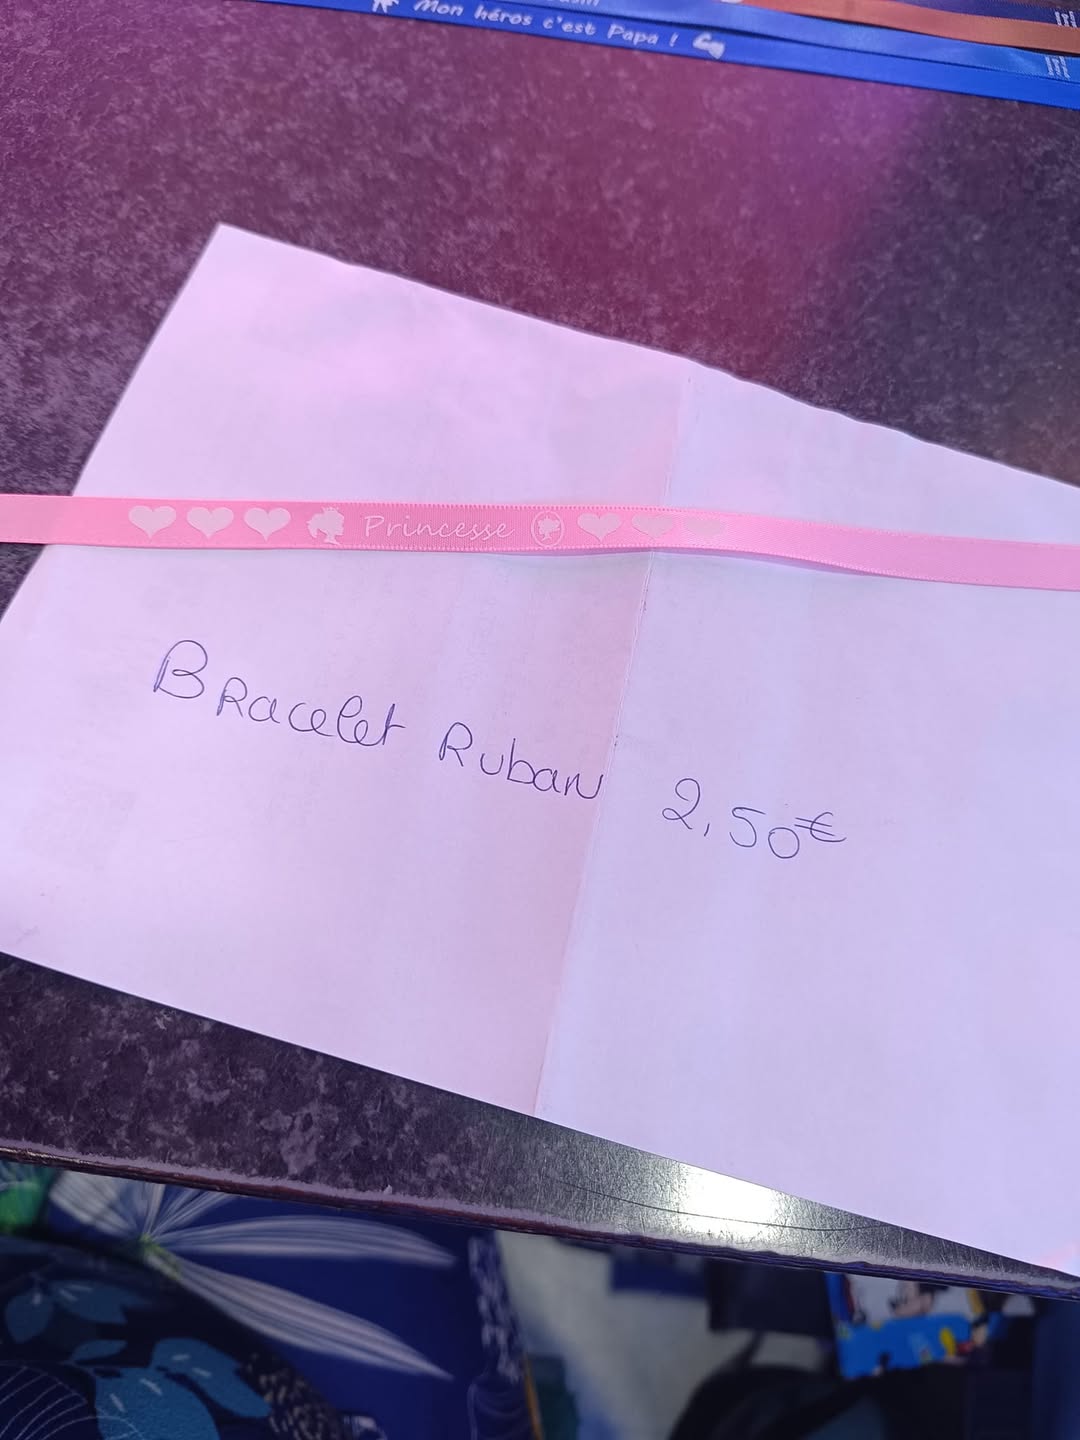 Mon héros c'est Papa !
Princesse
Bracelet Ruban 2,50€